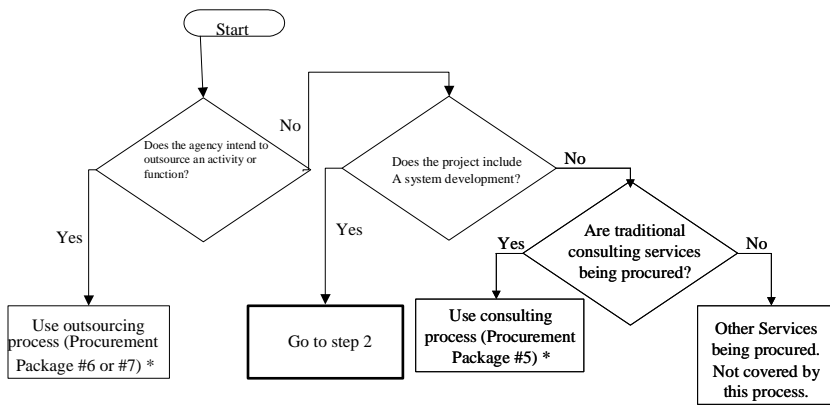 Start
Does the agency intend to
outsource an activity or
function?
No
Yes
Does the project include
A system development?
No
Yes
Are traditional
consulting services
being procured?
Yes
No
Use outsourcing
process (Procurement
Package #6 or #7) *
Go to step 2
Use consulting
process (Procurement
Package #5) *
Other Services
being procured.
Not covered by
this process.